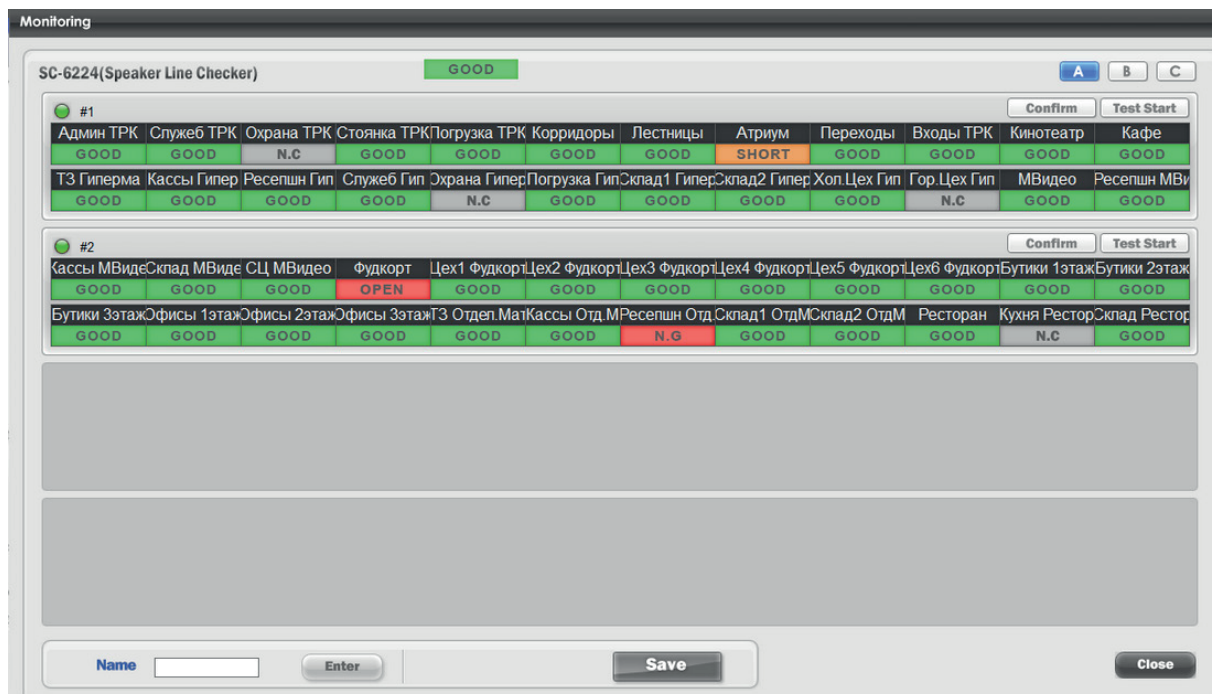 Monitoring
SC-6224(Speaker Line Checker) GOOD A B C
#1 Confirm Test Start
Админ ТРК Служеб ТРК Охрана ТРК Стоянка ТРК Погрузка ТРК Корридоры Лестницы Атриум Переходы Входы ТРК Кинотеатр Кафе
GOOD GOOD N.C GOOD GOOD GOOD GOOD SHORT GOOD GOOD GOOD GOOD
ТЗ Гиперма Кассы Гипер Ресепшн Гип Служеб Гип Охрана Гипер Погрузка Гип Склад1 Гипер Склад2 Гипер Хол.Цех Гип Гор.Цех Гип МВидео Ресепшн МВи
GOOD GOOD GOOD GOOD N.C GOOD GOOD GOOD GOOD N.C GOOD GOOD
#2 Confirm Test Start
Кассы МВиде Склад МВиде СЦ МВидео Фудкорт Цех1 Фудкорт Цех2 Фудкорт Цех3 Фудкорт Цех4 Фудкорт Цех5 Фудкорт Цех6 Фудкорт Бутики 1этаж Бутики 2этаж
GOOD GOOD GOOD OPEN GOOD GOOD GOOD GOOD GOOD GOOD GOOD GOOD
Бутики 3этаж Офисы 1этаж Офисы 2этаж Офисы 3этаж ТЗ Отдел.Мат Кассы Отд.М Ресепшн Отд. Склад1 ОтдМ Склад2 ОтдМ Ресторан Кухня Рестор Склад Рестор
GOOD GOOD GOOD GOOD GOOD GOOD N.G GOOD GOOD GOOD N.C GOOD
Name Enter Save Close